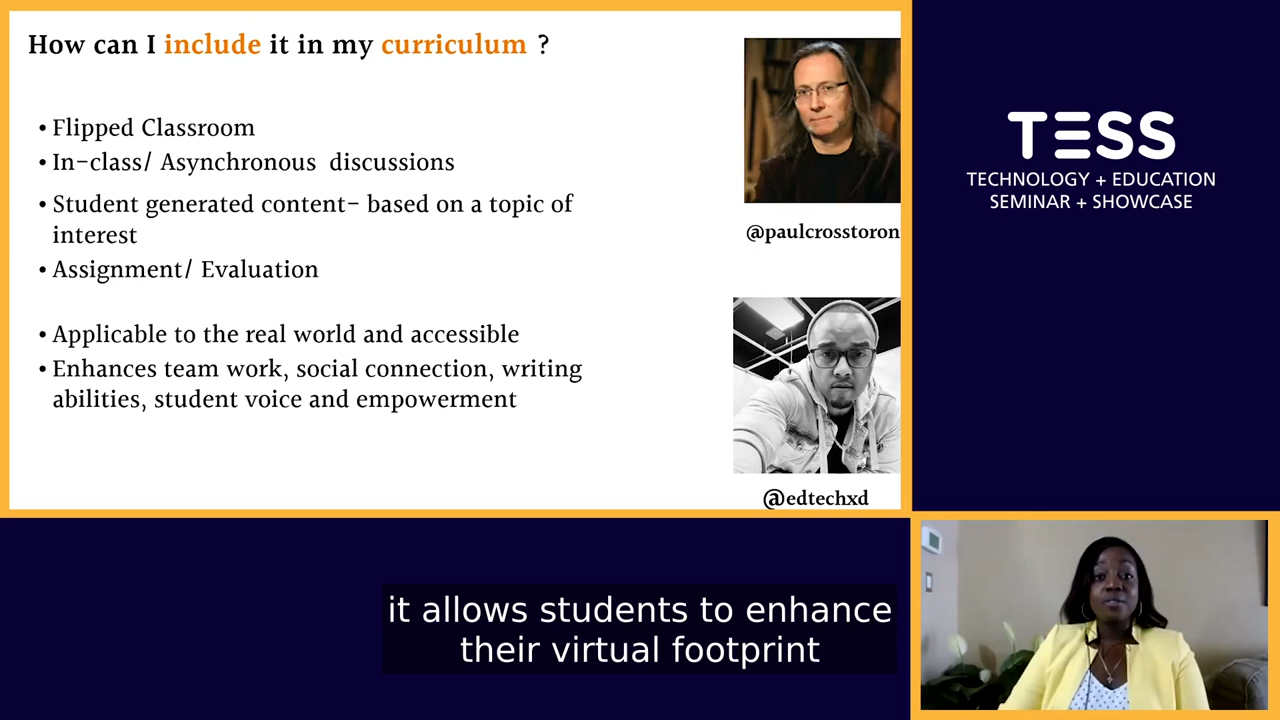 How can I include it in my curriculum ?
• Flipped Classroom
• In-class/ Asynchronous discussions
• Student generated content- based on a topic of
interest
• Assignment/ Evaluation
• Applicable to the real world and accessible
• Enhances team work, social connection, writing
abilities, student voice and empowerment
@paulcrosstoron
@edtechxd
TESS
TECHNOLOGY + EDUCATION
SEMINAR + SHOWCASE
it allows students to enhance
their virtual footprint